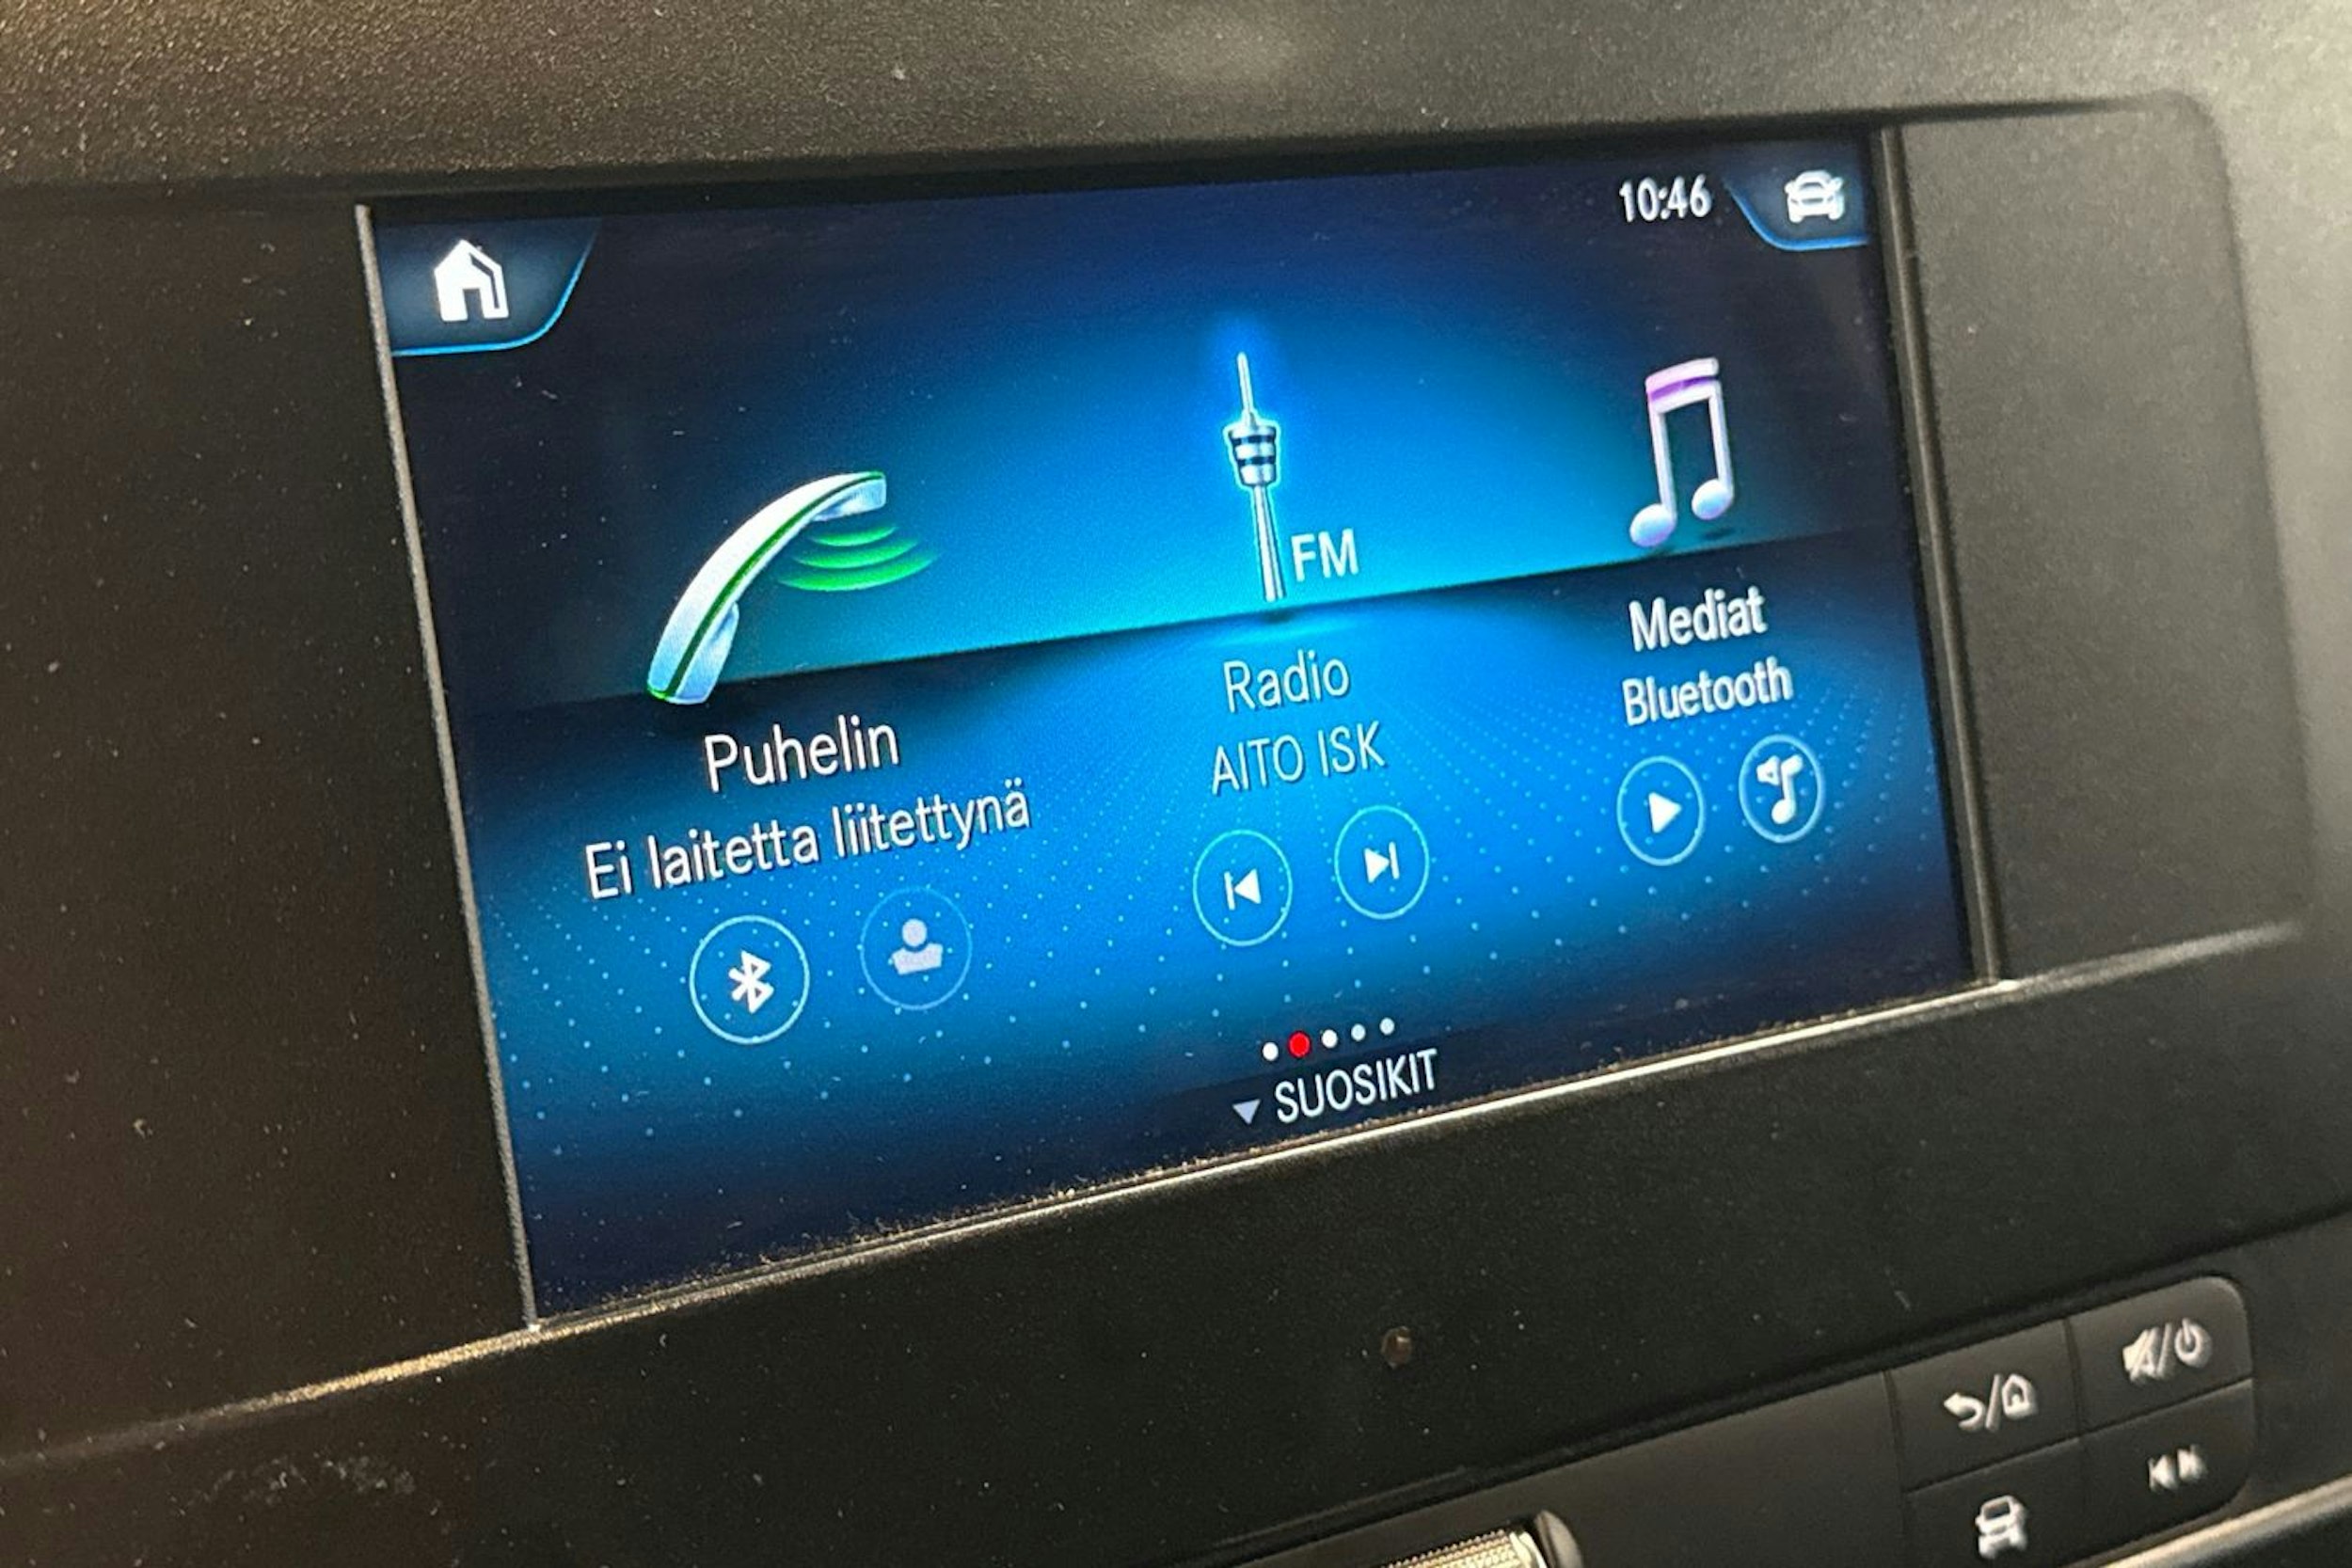 10:46
FM
Puhelin
Ei laitetta liitettynä
Radio
AITO ISK
Mediat
Bluetooth
SUOSIKIT